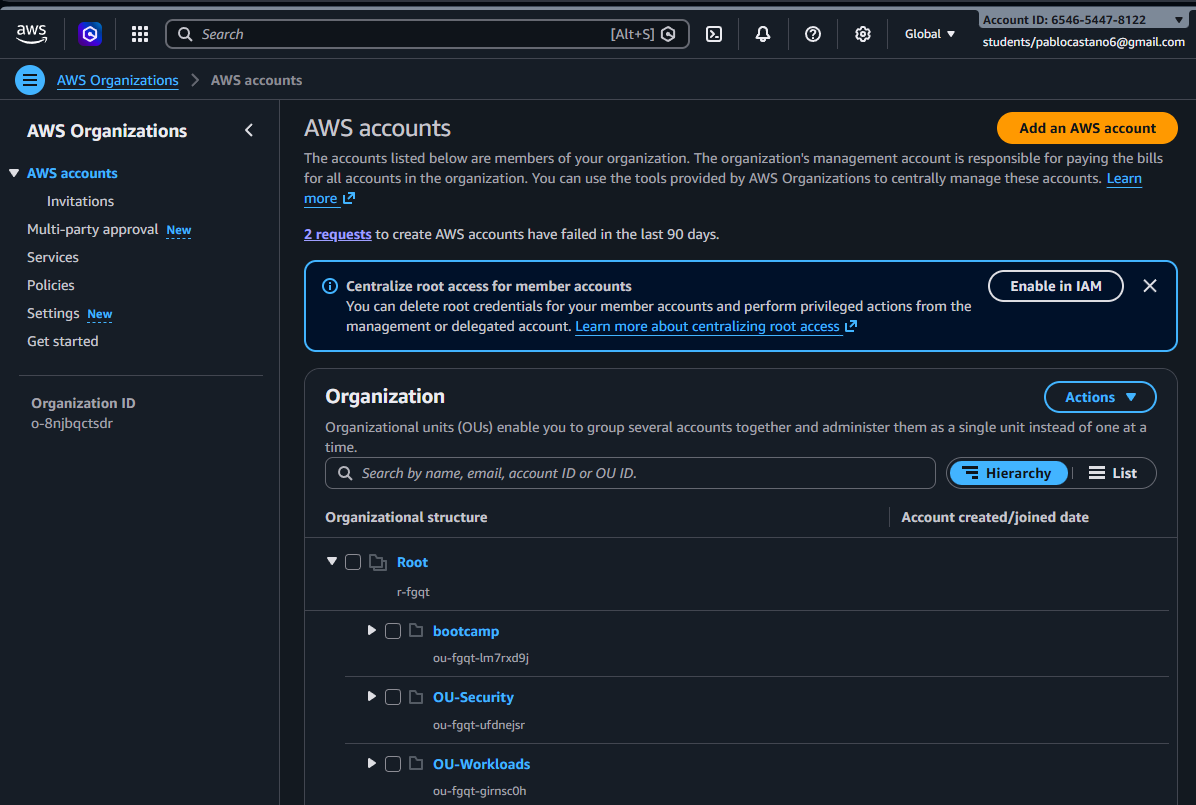 aws
Search [Alt+S]
Global
Account ID: 6546-5447-8122
students/pablocastano6@gmail.com
AWS Organizations > AWS accounts
AWS Organizations
AWS accounts
Invitations
Multi-party approval New
Services
Policies
Settings New
Get started
Organization ID
o-8njbqctsdr
AWS accounts
Add an AWS account
The accounts listed below are members of your organization. The organization's management account is responsible for paying the bills
for all accounts in the organization. You can use the tools provided by AWS Organizations to centrally manage these accounts. Learn
more
2 requests to create AWS accounts have failed in the last 90 days.
Centralize root access for member accounts
You can delete root credentials for your member accounts and perform privileged actions from the
management or delegated account. Learn more about centralizing root access
Enable in IAM
Organization
Actions
Organizational units (OUs) enable you to group several accounts together and administer them as a single unit instead of one at a
time.
Search by name, email, account ID or OU ID.
Hierarchy
List
Organizational structure
Account created/joined date
Root
r-fgqt
bootcamp
ou-fgqt-lm7rxd9j
OU-Security
ou-fgqt-ufdnejsr
OU-Workloads
ou-fgqt-girnsc0h